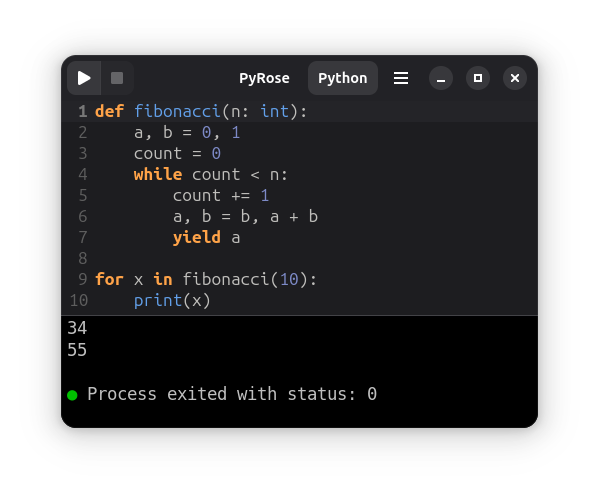 PyRose Python
1 def fibonacci(n: int):
2     a, b = 0, 1
3     count = 0
4     while count < n:
5         count += 1
6         a, b = b, a + b
7         yield a
8
9 for x in fibonacci(10):
10     print(x)
34
55
Process exited with status: 0